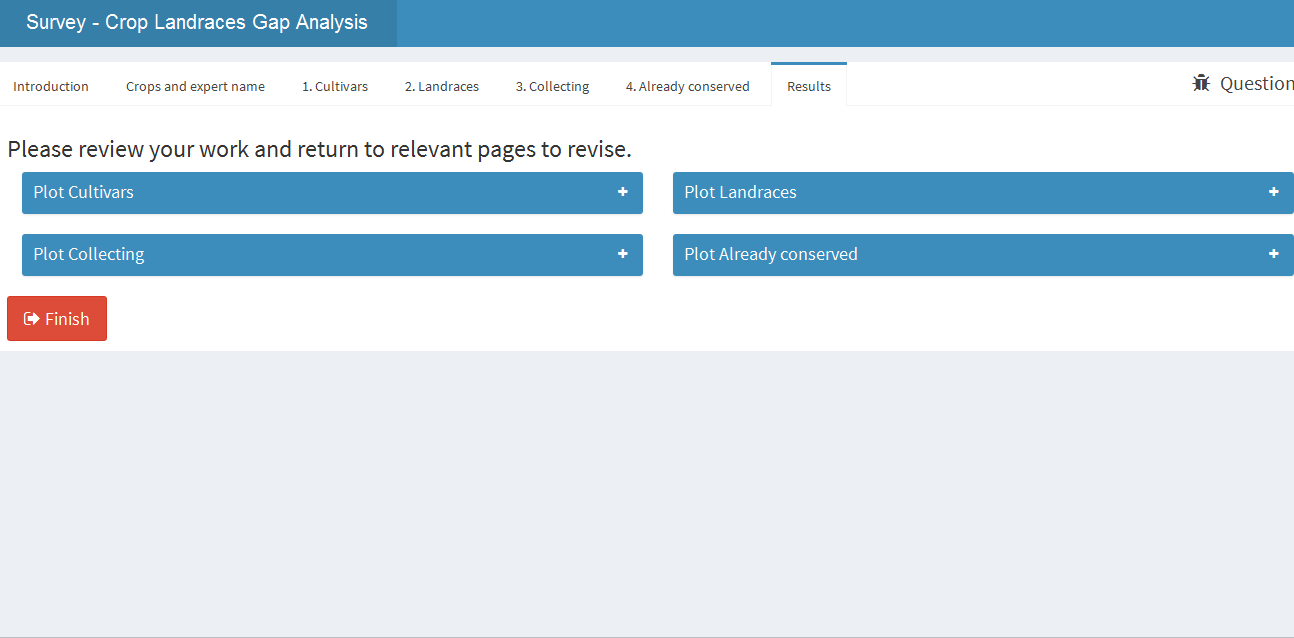 Survey - Crop Landraces Gap Analysis
Introduction Crops and expert name 1. Cultivars 2. Landraces 3. Collecting 4. Already conserved Results Question
Please review your work and return to relevant pages to revise.
Plot Cultivars + Plot Landraces +
Plot Collecting + Plot Already conserved +
Finish